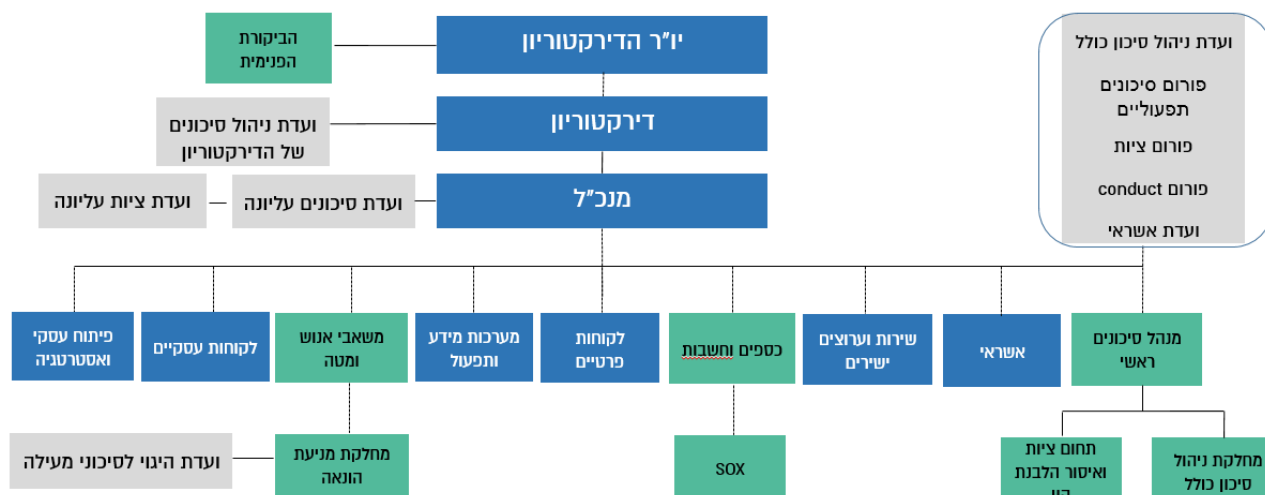 יו"ר הדירקטוריון
הביקורת
הפנימית
דירקטוריון
ועדת ניהול סיכונים
של הדירקטוריון
מנכ"ל
ועדת סיכונים עליונה
ועדת ציות עליונה
ועדת ניהול סיכון כולל
פורום סיכונים
תפעוליים
פורום ציות
פורום conduct
ועדת אשראי
מנהל סיכונים
ראשי
אשראי
שירות וערוצים
ישירים
כספים וחשבות
לקוחות
פרטיים
מערכות מידע
ותפעול
משאבי אנוש
ומטה
לקוחות עסקיים
פיתוח עסקי
ואסטרטגיה
מחלקת ניהול
סיכון כולל
תחום ציות
ואיסור הלבנת
SOX
מחלקת מניעת
הונאה
ועדת היגוי לסיכוני מעילה